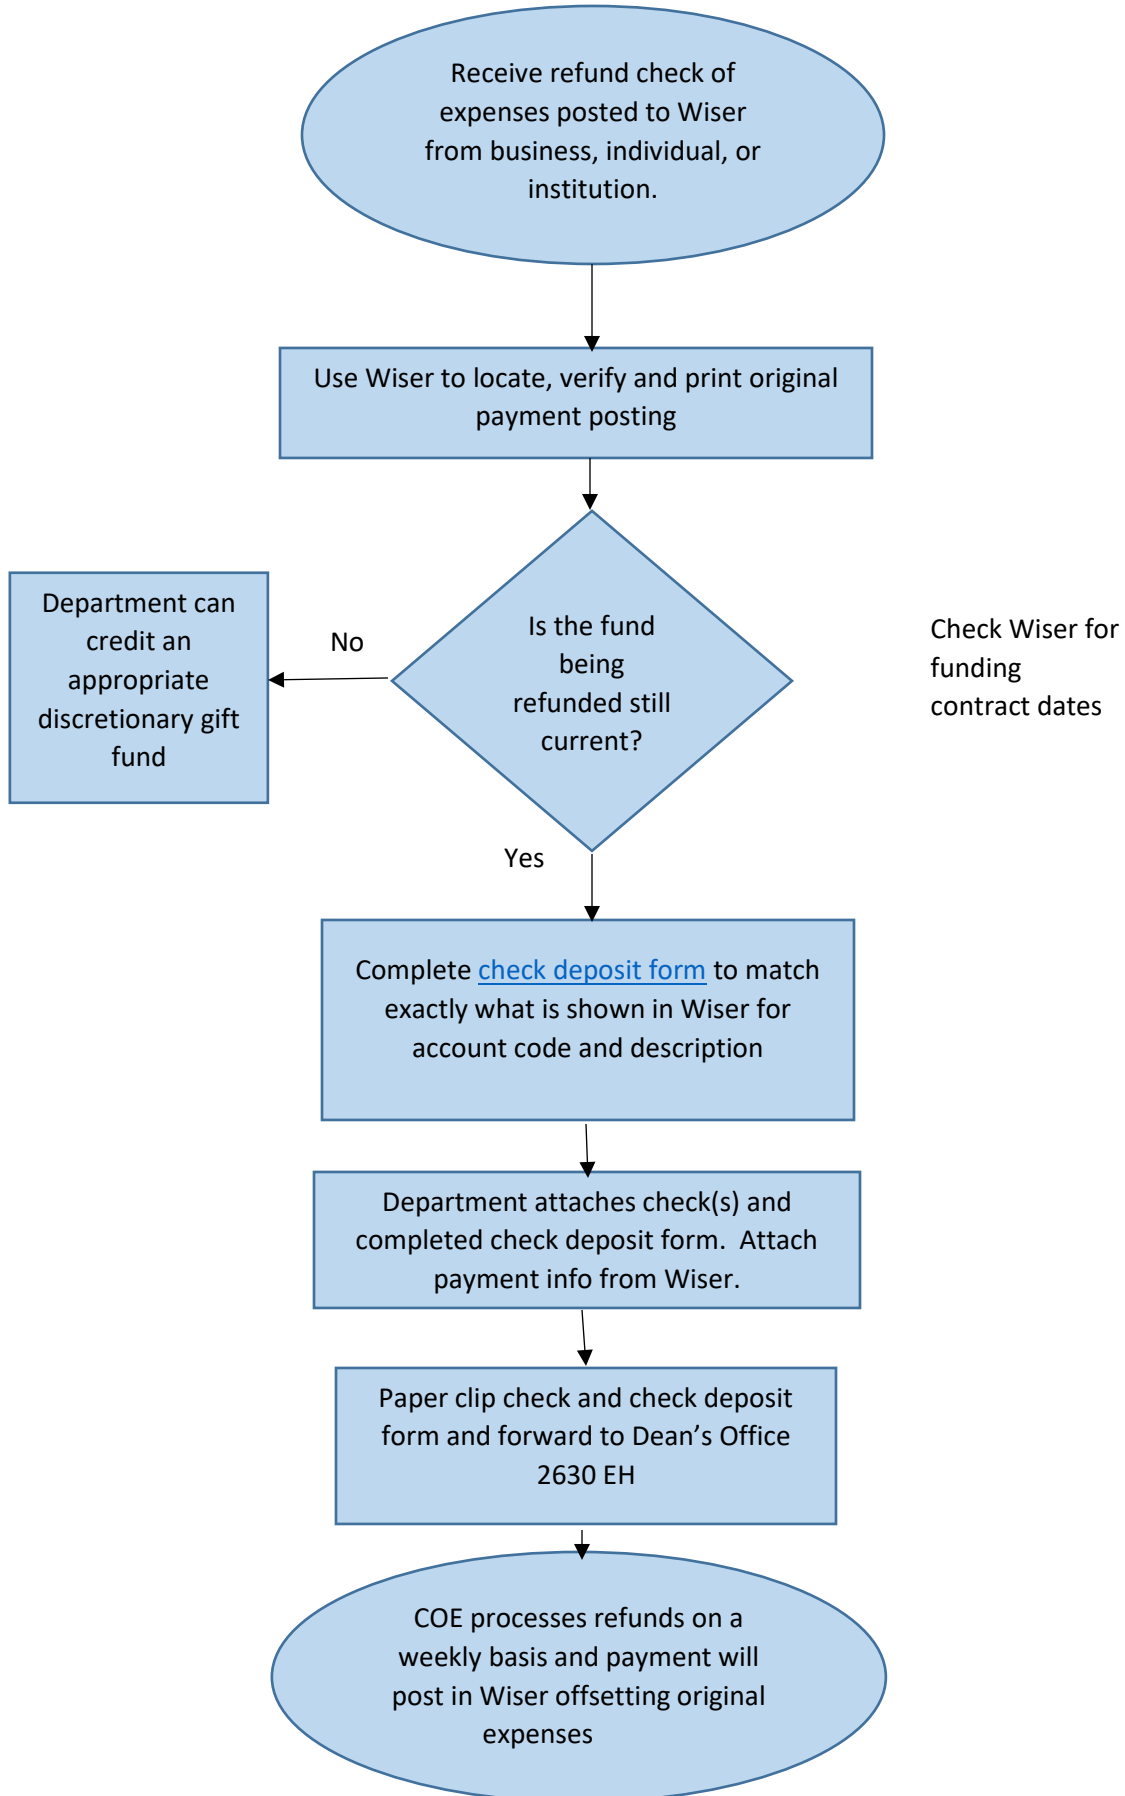 Receive refund check of
expenses posted to Wiser
from business, individual, or
institution.
Use Wiser to locate, verify and print original
payment posting
Department can
credit an
appropriate
discretionary gift
fund
No
Is the fund
being
refunded still
current?
Check Wiser for
funding
contract dates
Yes
Complete check deposit form to match
exactly what is shown in Wiser for
account code and description
Department attaches check(s) and
completed check deposit form.  Attach
payment info from Wiser.
Paper clip check and check deposit
form and forward to Dean’s Office
2630 EH
COE processes refunds on a
weekly basis and payment will
post in Wiser offsetting original
expenses